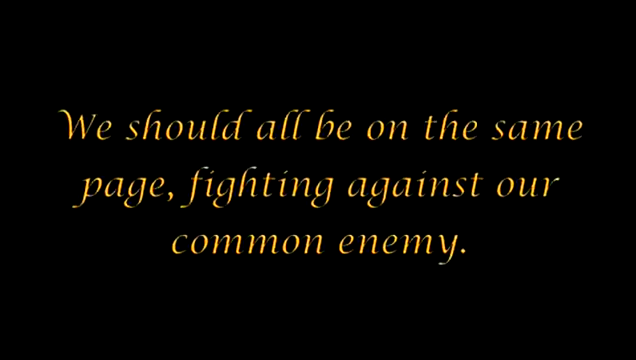 We should all be on the same
page, fighting against our
common enemy.